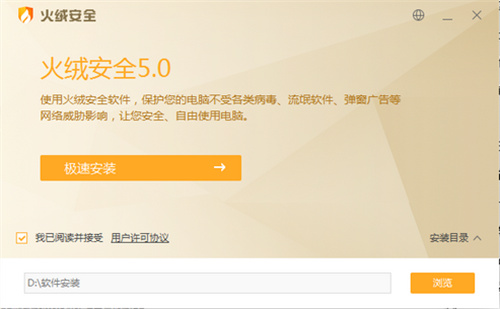 火绒安全
火绒安全5.0
使用火绒安全软件，保护您的电脑不受各类病毒、流氓软件、弹窗广告等
网络威胁影响，让您安全、自由使用电脑。
极速安装
我已阅读并接受 用户许可协议
安装目录
D:\软件安装
浏览